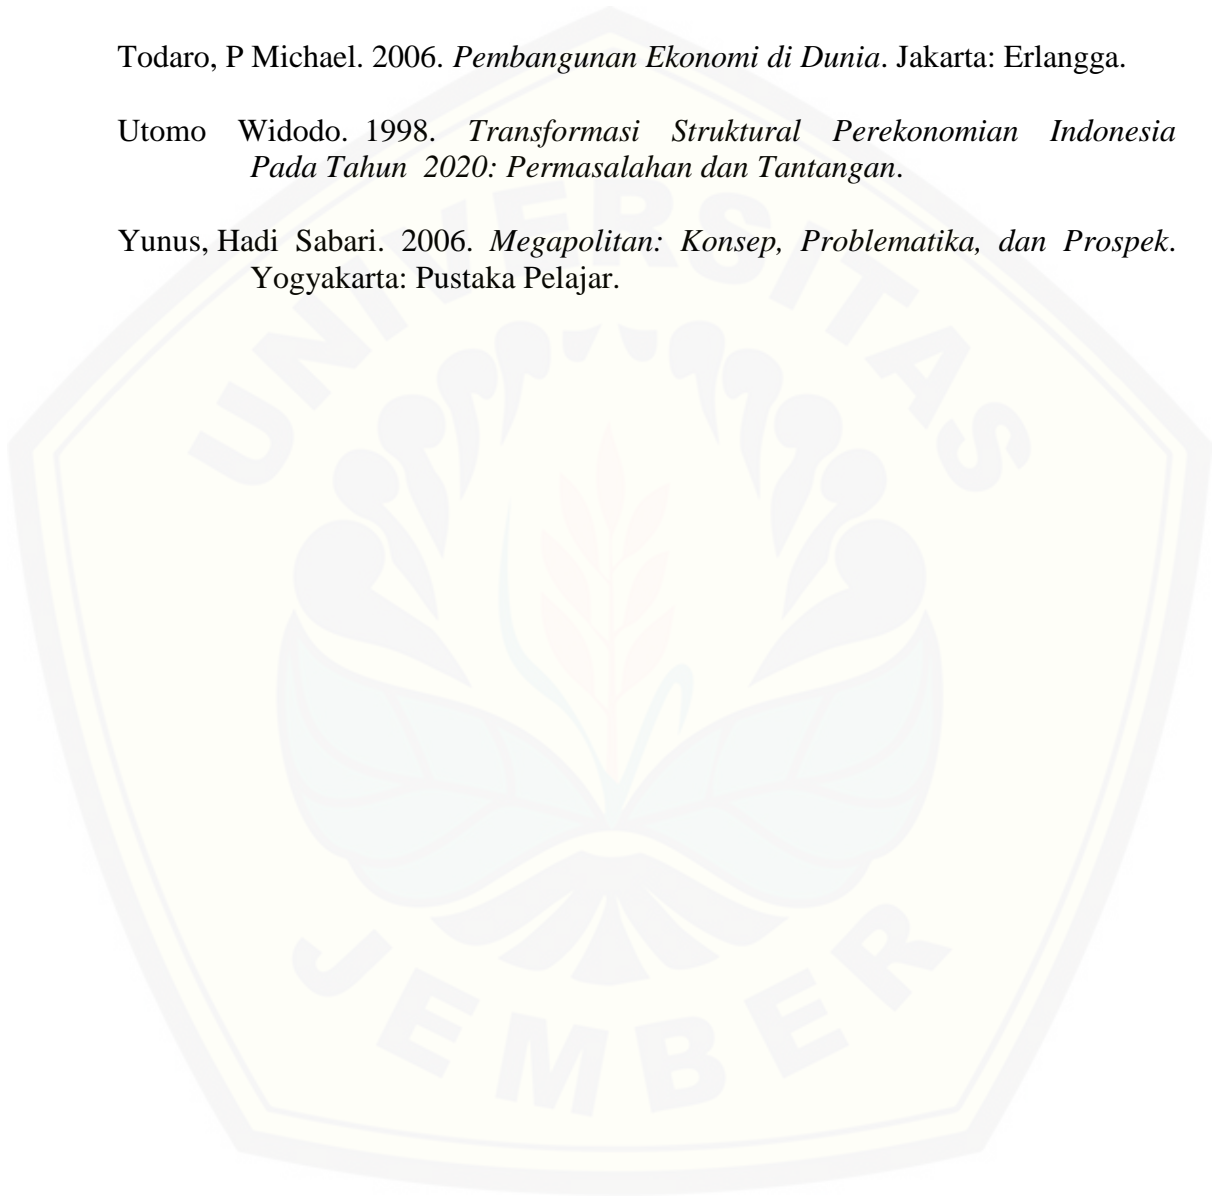 Todaro, P Michael. 2006. Pembangunan Ekonomi di Dunia. Jakarta: Erlangga.
Utomo Widodo. 1998. Transformasi Struktural Perekonomian Indonesia
Pada Tahun 2020: Permasalahan dan Tantangan.
Yunus, Hadi Sabari. 2006. Megapolitan: Konsep, Problematika, dan Prospek.
Yogyakarta: Pustaka Pelajar.
UNIVERSITAS
JEMBER